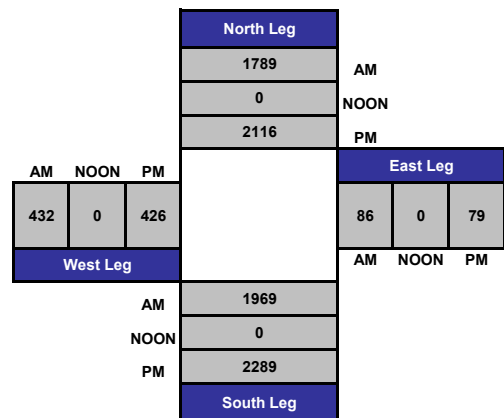 North Leg
1789 AM
0 NOON
2116 PM
AM NOON PM
East Leg
432 0 426
86 0 79
West Leg
AM NOON PM
AM 1969
NOON 0
PM 2289
South Leg